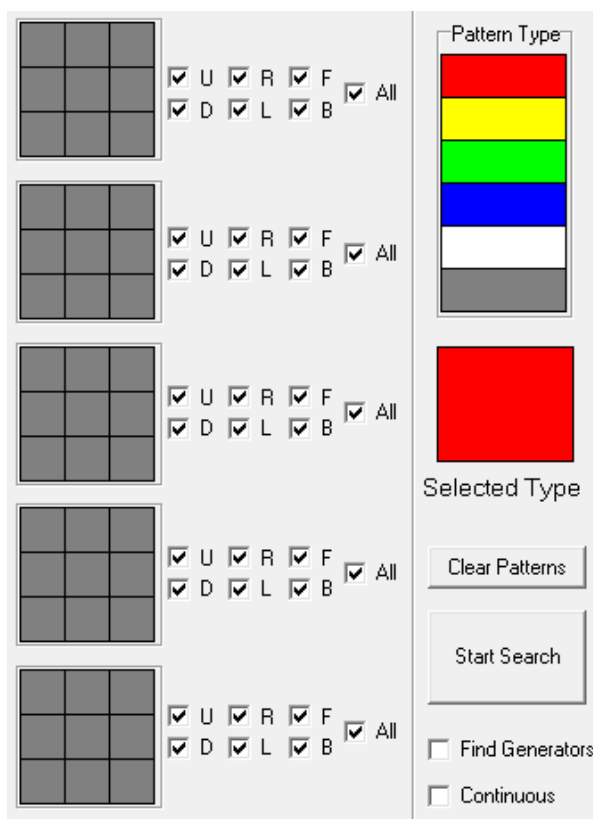 U R F
D L B All
U R F
D L B All
U R F
D L B All
U R F
D L B All
U R F
D L B All
Pattern Type
Selected Type
Clear Patterns
Start Search
Find Generators
Continuous